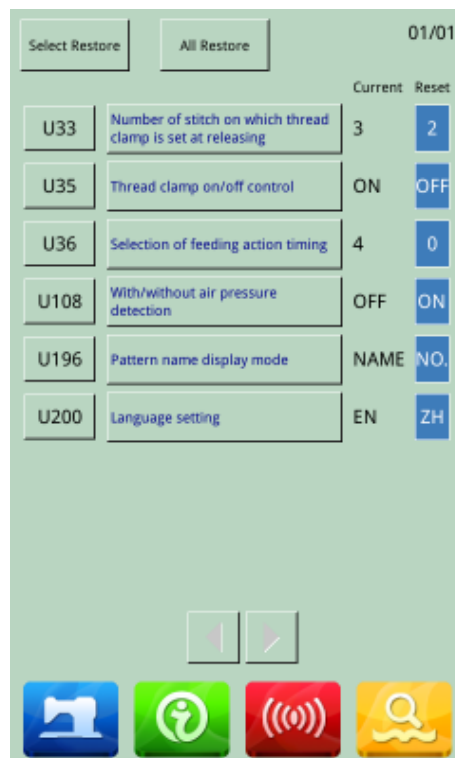 Select Restore
All Restore
01/01
Current Reset
U33 Number of stitch on which thread clamp is set at releasing 3 2
U35 Thread clamp on/off control ON OFF
U36 Selection of feeding action timing 4 0
U108 With/without air pressure detection OFF ON
U196 Pattern name display mode NAME NO.
U200 Language setting EN ZH